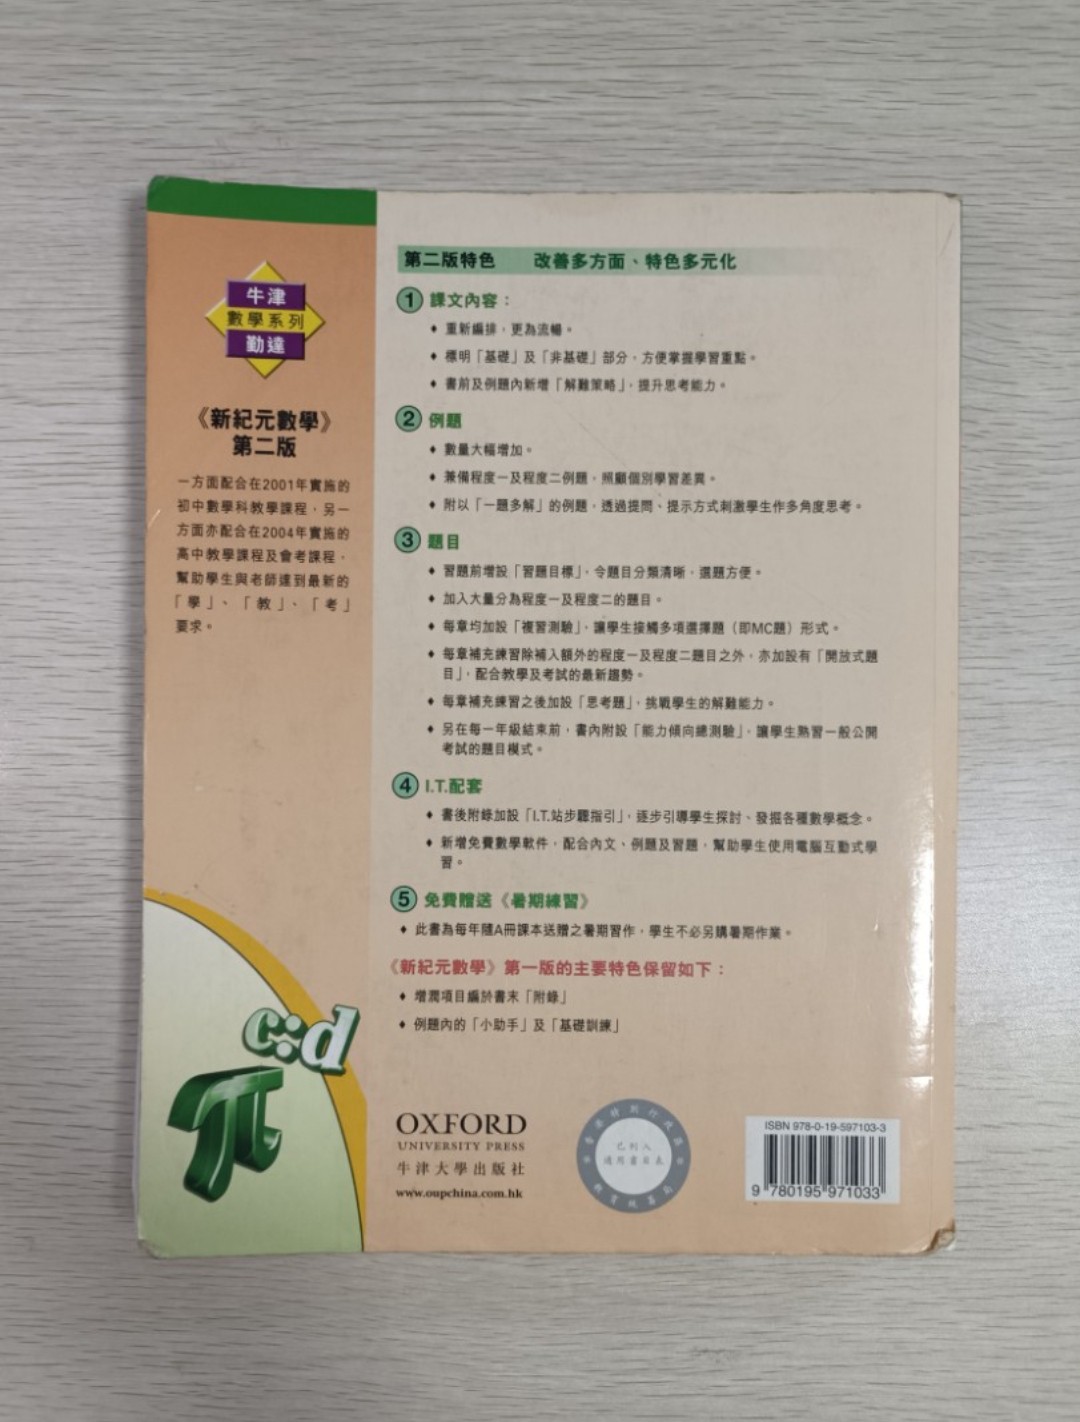 牛津
數學系列
勤達
《新紀元數學》
第二版
一方面配合在2001年實施的
初中數學科教學課程，另一
方面亦配合在2004年實施的
高中教學課程及會考課程，
幫助學生與老師達到最新的
「學」、「教」、「考」
要求。
c:d
π
第二版特色 改善多方面、特色多元化
1 課文內容：
♦ 重新編排，更為流暢。
♦ 標明「基礎」及「非基礎」部分，方便掌握學習重點。
♦ 書前及例題內新增「解難策略」，提升思考能力。
2 例題
♦ 數量大幅增加。
♦ 兼備程度一及程度二例題，照顧個別學習差異。
♦ 附以「一題多解」的例題，透過提問、提示方式刺激學生作多角度思考。
3 題目
♦ 習題前增設「習題目標」，令題目分類清晰，選題方便。
♦ 加入大量分為程度一及程度二的題目。
♦ 每章均加設「複習測驗」，讓學生接觸多項選擇題（即MC題）形式。
♦ 每章補充練習除補入額外的程度一及程度二題目之外，亦加設有「開放式題
目」，配合教學及考試的最新趨勢。
♦ 每章補充練習之後加設「思考題」，挑戰學生的解難能力。
♦ 另在每一年級結束前，書內附設「能力傾向總測驗」，讓學生熟習一般公開
考試的題目模式。
4 I.T.配套
♦ 書後附錄加設「I.T.站步驟指引」，逐步引導學生探討、發掘各種數學概念。
♦ 新增免費數學軟件，配合內文、例題及習題，幫助學生使用電腦互動式學
習。
5 免費贈送《暑期練習》
♦ 此書為每年隨A冊課本送贈之暑期習作，學生不必另購暑期作業。
《新紀元數學》第一版的主要特色保留如下：
♦ 增潤項目編於書末「附錄」
♦ 例題內的「小助手」及「基礎訓練」
OXFORD
UNIVERSITY PRESS
牛津大學出版社
www.oupchina.com.hk
香港特別行政區
已列入
適用書目表
教育統籌局
ISBN 978-0-19-597103-3
9 780195 971033